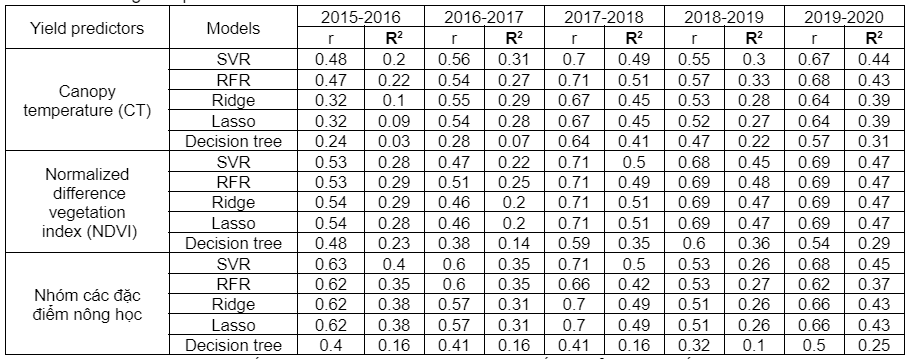 Yield predictors Models 2015-2016 2016-2017 2017-2018 2018-2019 2019-2020
r R² r R² r R² r R² r R²
Canopy temperature (CT)
SVR 0.48 0.2 0.56 0.31 0.7 0.49 0.55 0.3 0.67 0.44
RFR 0.47 0.22 0.54 0.27 0.71 0.51 0.57 0.33 0.68 0.43
Ridge 0.32 0.1 0.55 0.29 0.67 0.45 0.53 0.28 0.64 0.39
Lasso 0.32 0.09 0.54 0.28 0.67 0.45 0.52 0.27 0.64 0.39
Decision tree 0.24 0.03 0.28 0.07 0.64 0.41 0.47 0.22 0.57 0.31
Normalized difference vegetation index (NDVI)
SVR 0.53 0.28 0.47 0.22 0.71 0.5 0.68 0.45 0.69 0.47
RFR 0.53 0.29 0.51 0.25 0.71 0.49 0.69 0.48 0.69 0.47
Ridge 0.54 0.29 0.46 0.2 0.71 0.51 0.69 0.47 0.69 0.47
Lasso 0.54 0.28 0.46 0.2 0.71 0.51 0.69 0.47 0.69 0.47
Decision tree 0.48 0.23 0.38 0.14 0.59 0.35 0.6 0.36 0.54 0.29
Nhóm các đặc điểm nông học
SVR 0.63 0.4 0.6 0.35 0.71 0.5 0.53 0.26 0.68 0.45
RFR 0.62 0.35 0.6 0.35 0.66 0.42 0.53 0.27 0.62 0.37
Ridge 0.62 0.38 0.57 0.31 0.7 0.49 0.51 0.26 0.66 0.43
Lasso 0.62 0.38 0.57 0.31 0.7 0.49 0.51 0.26 0.66 0.43
Decision tree 0.4 0.16 0.41 0.16 0.41 0.16 0.32 0.1 0.5 0.25